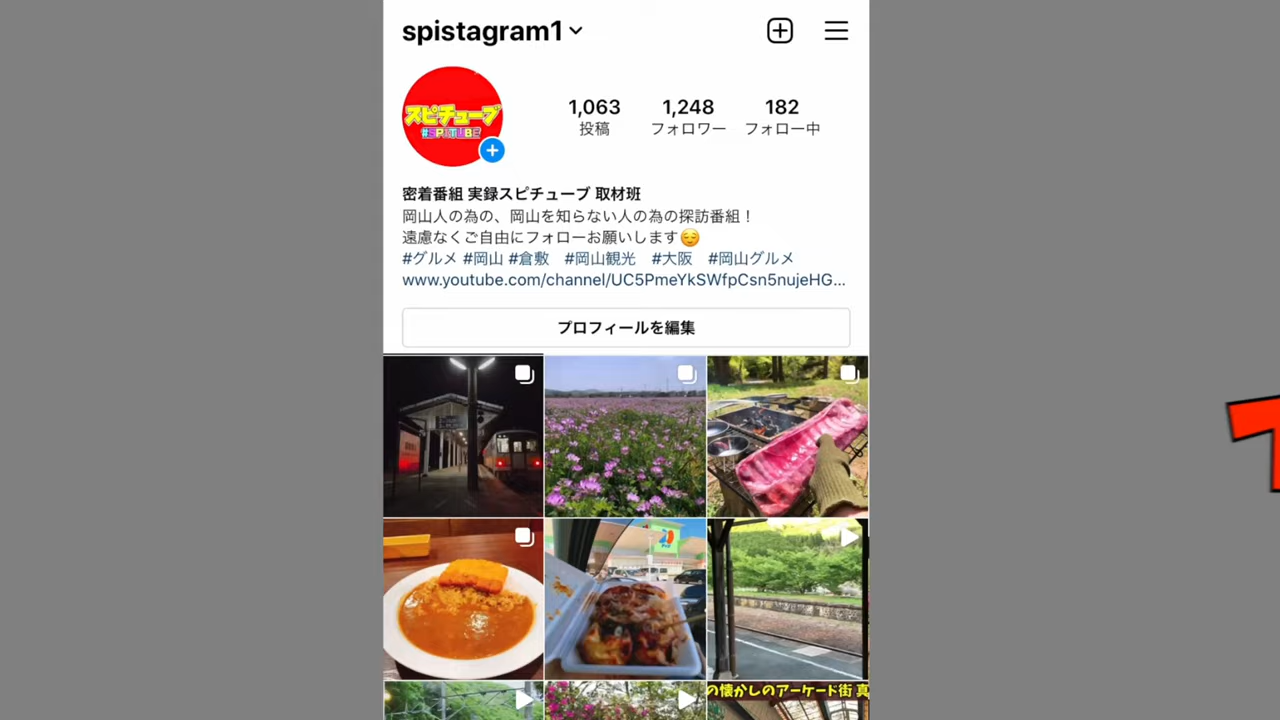 spistagram1
スピチューブ
#SPITUBE
1,063
投稿
1,248
フォロワー
182
フォロー中
密着番組 実録スピチューブ 取材班
岡山人の為の、岡山を知らない人の為の探訪番組！
遠慮なくご自由にフォローお願いします😌
#グルメ #岡山 #倉敷　#岡山観光　#大阪　#岡山グルメ
www.youtube.com/channel/UC5PmeYkSWfpCsn5nujeHG...
プロフィールを編集
の懐かしのアーケード街 真